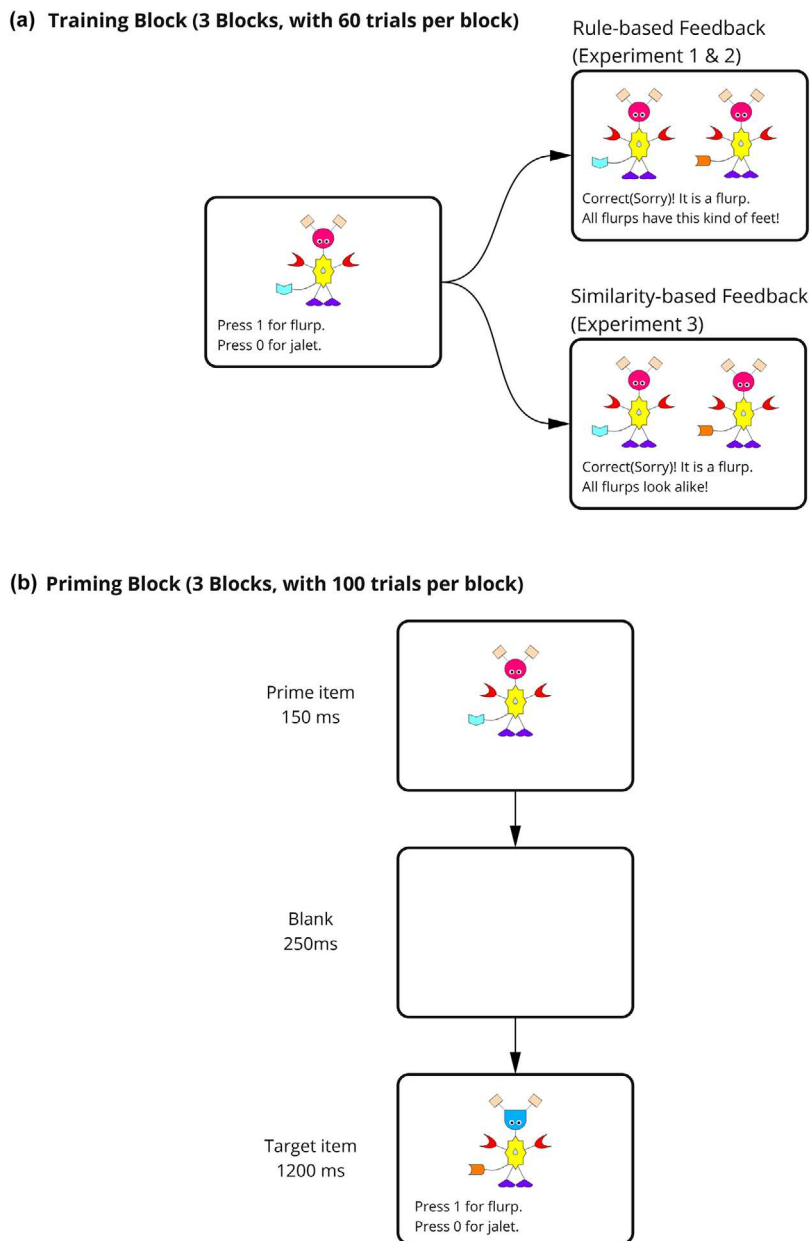 (a) Training Block (3 Blocks, with 60 trials per block)
Rule-based Feedback
(Experiment 1 & 2)
Correct(Sorry)! It is a flurp.
All flurps have this kind of feet!
Press 1 for flurp.
Press 0 for jalet.
Similarity-based Feedback
(Experiment 3)
Correct(Sorry)! It is a flurp.
All flurps look alike!
(b) Priming Block (3 Blocks, with 100 trials per block)
Prime item
150 ms
Blank
250ms
Target item
1200 ms
Press 1 for flurp.
Press 0 for jalet.